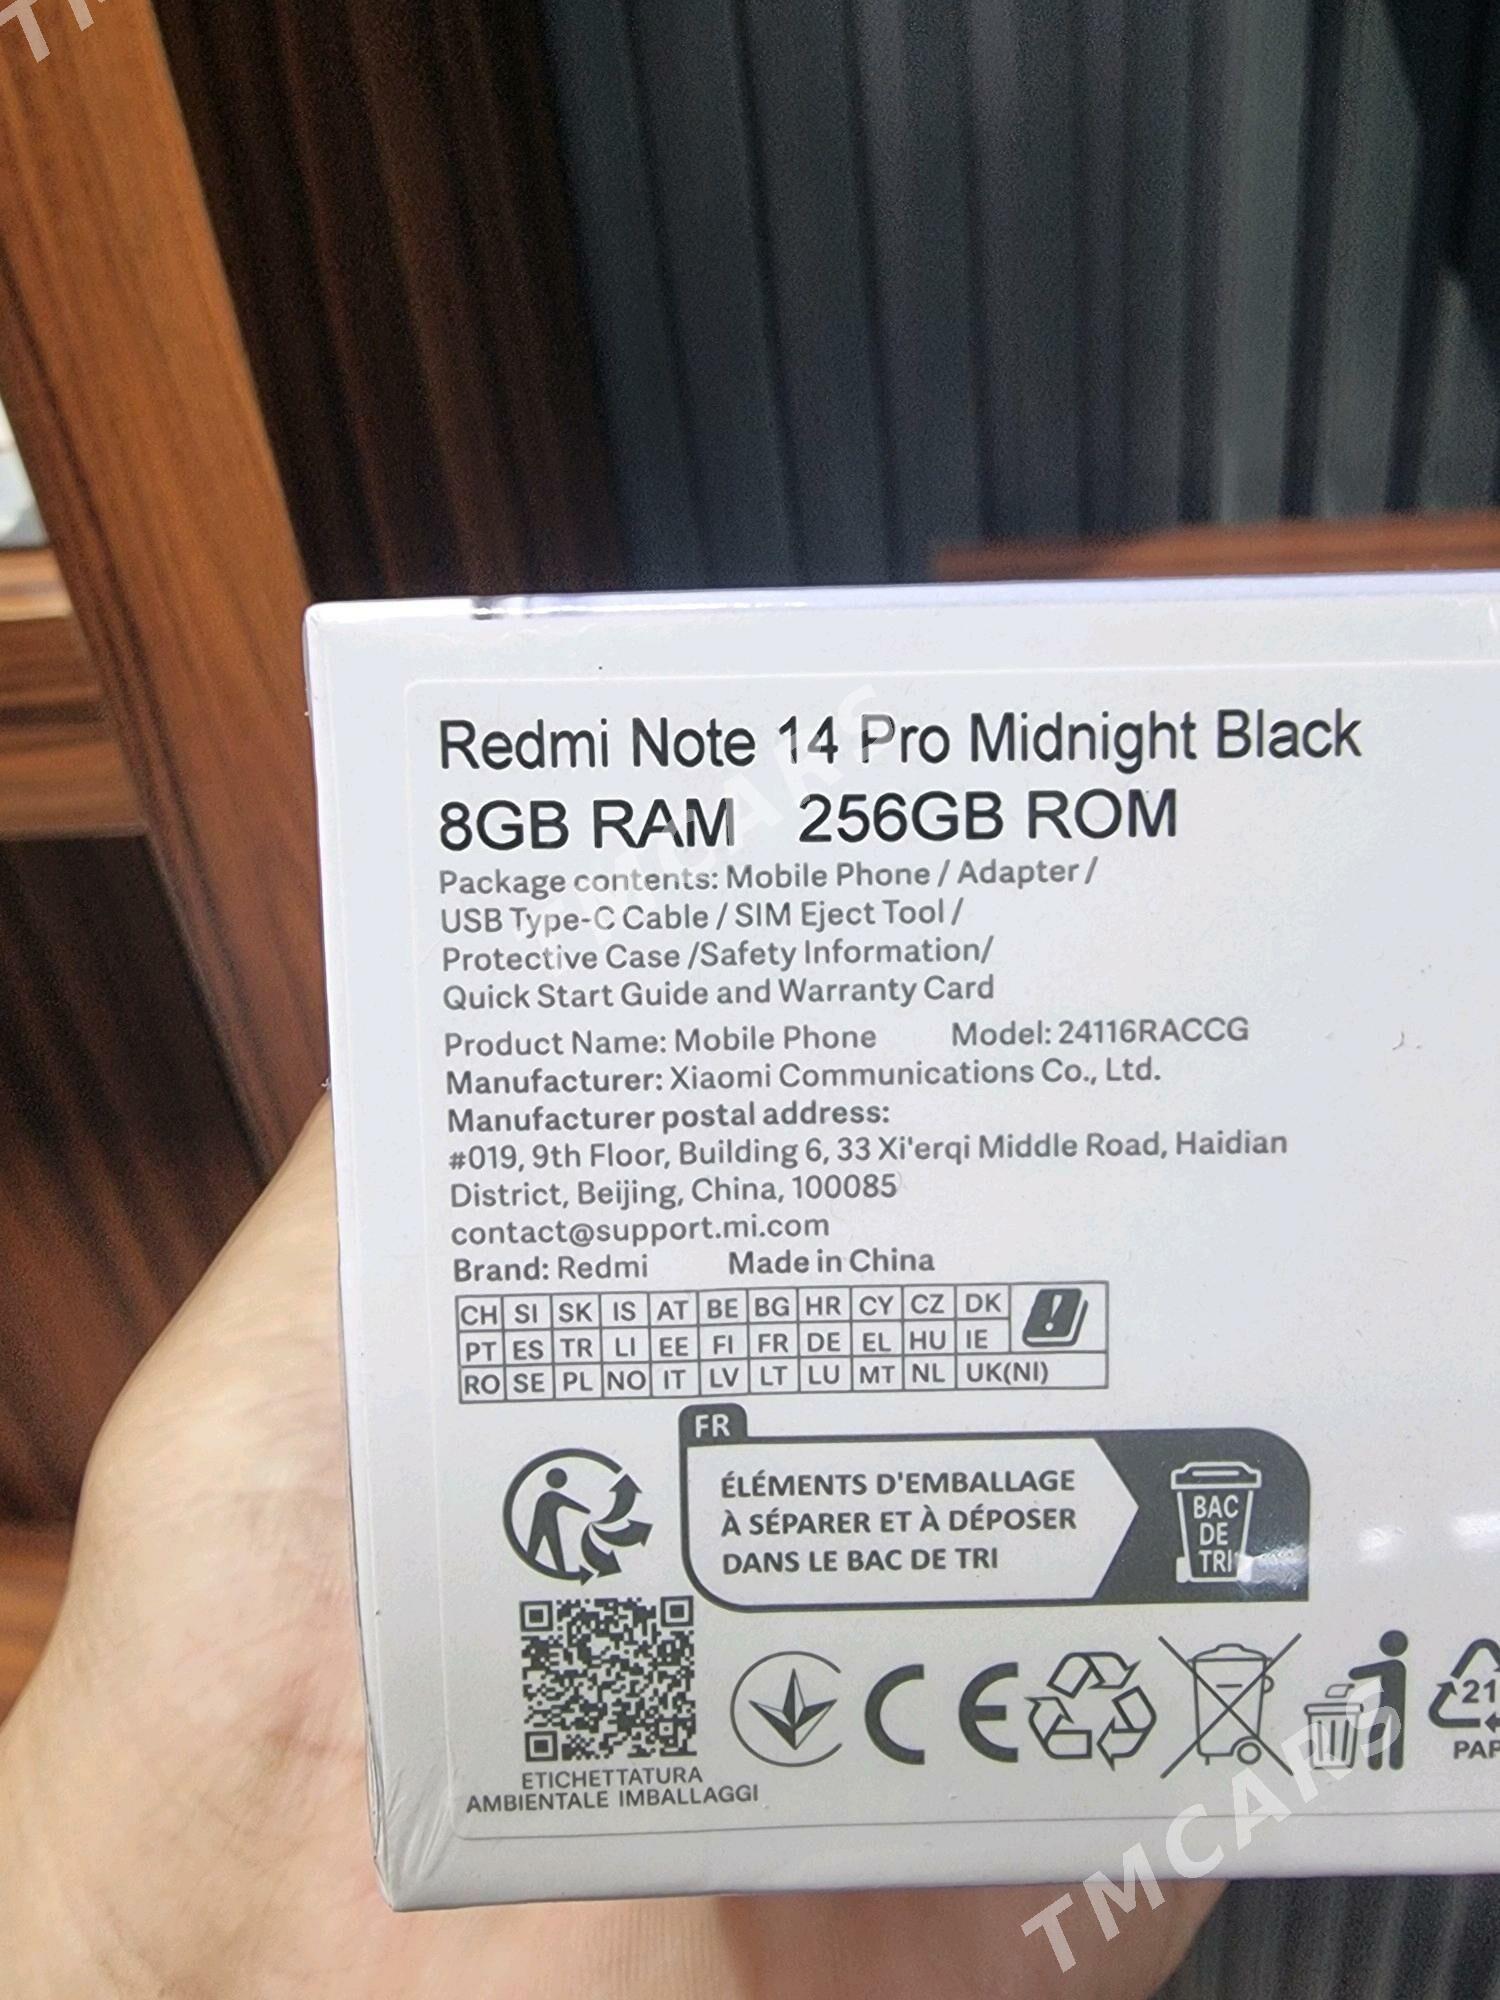 Redmi Note 14 Pro Midnight Black
8GB RAM 256GB ROM
Package contents: Mobile Phone / Adapter /
USB Type-C Cable / SIM Eject Tool /
Protective Case /Safety Information/
Quick Start Guide and Warranty Card
Product Name: Mobile Phone Model: 24116RACCG
Manufacturer: Xiaomi Communications Co., Ltd.
Manufacturer postal address:
#019, 9th Floor, Building 6, 33 Xi'erqi Middle Road, Haidian
District, Beijing, China, 100085
contact@support.mi.com
Brand: Redmi Made in China
CH SI SK IS AT BE BG HR CY CZ DK
PT ES TR LI EE FI FR DE EL HU IE
RO SE PL NO IT LV LT LU MT NL UK(NI)
FR
ÉLÉMENTS D'EMBALLAGE
À SÉPARER ET À DÉPOSER
DANS LE BAC DE TRI
BAC
DE
TRI
CE
21
PAP
ETICHETTATURA
AMBIENTALE IMBALLAGGI
TMCARS
TMCARS